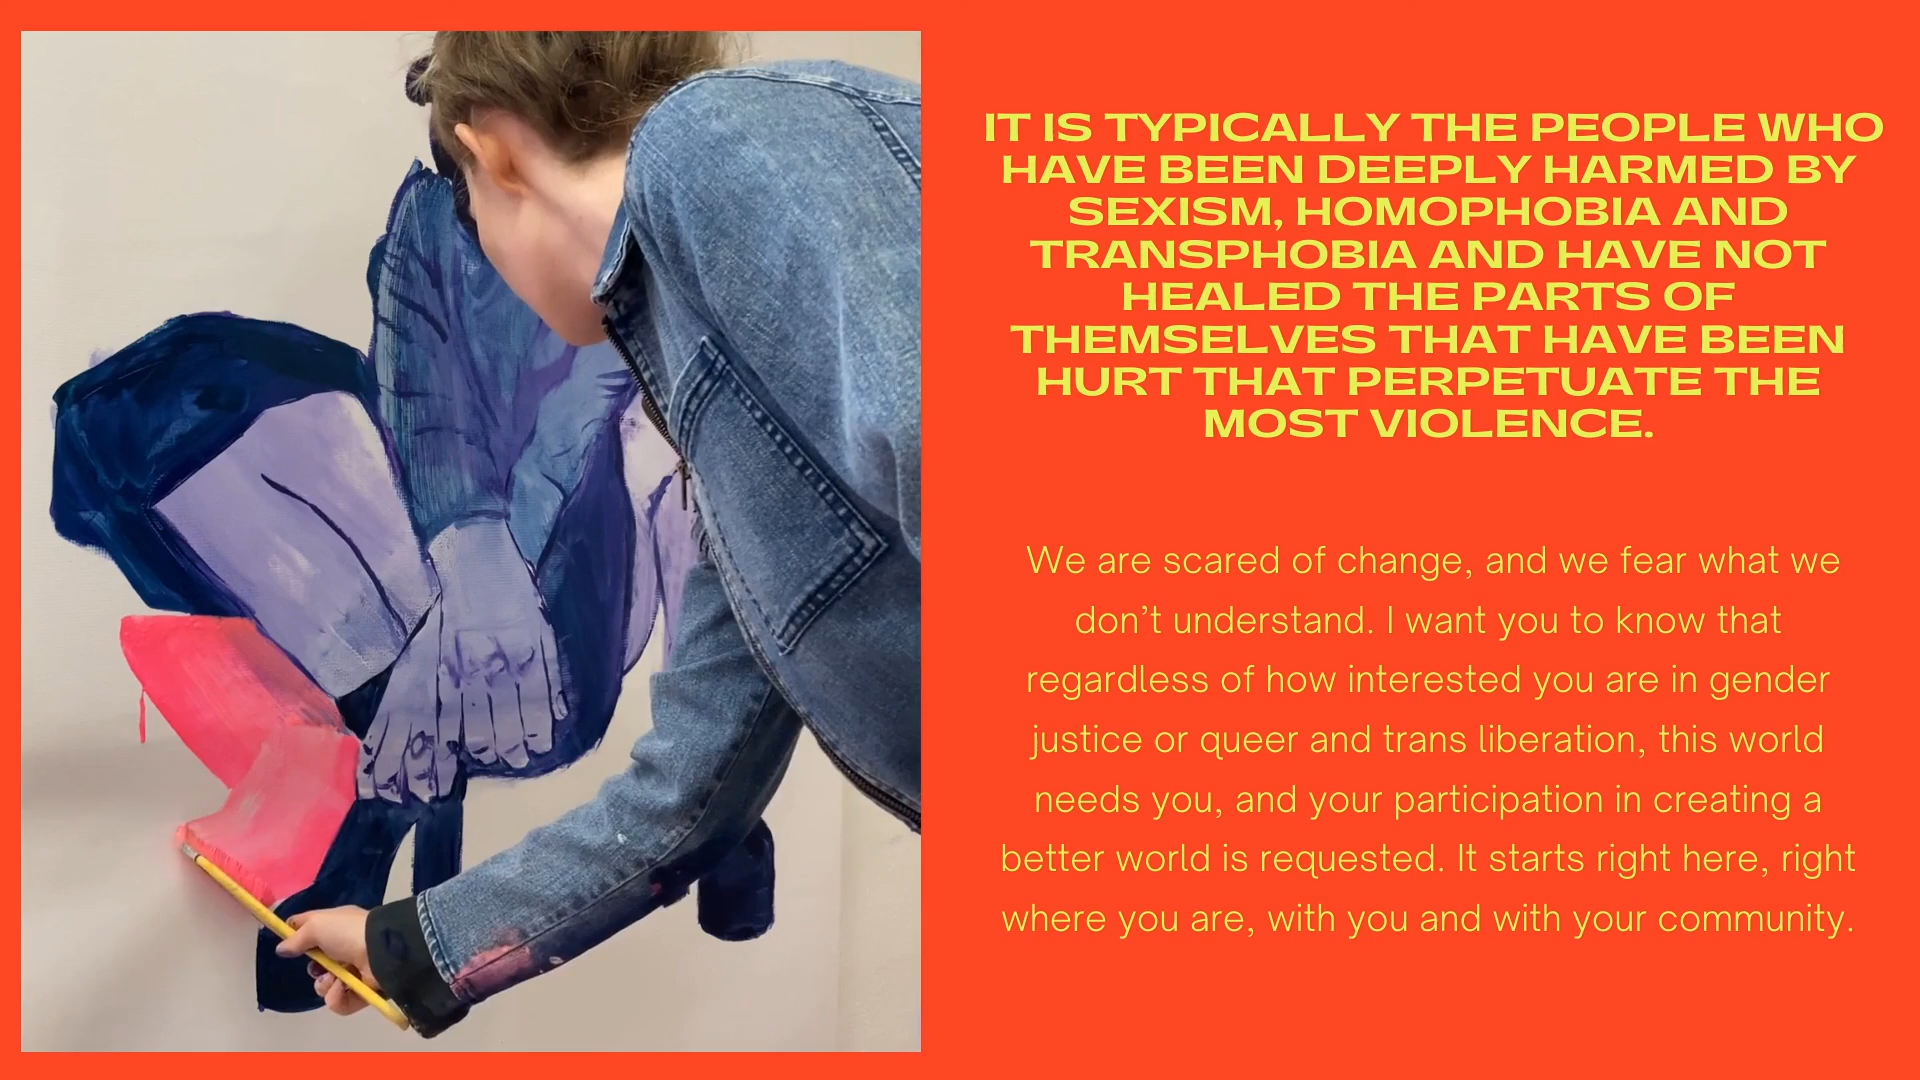 IT IS TYPICALLY THE PEOPLE WHO
HAVE BEEN DEEPLY HARMED BY
SEXISM, HOMOPHOBIA AND
TRANSPHOBIA AND HAVE NOT
HEALED THE PARTS OF
THEMSELVES THAT HAVE BEEN
HURT THAT PERPETUATE THE
MOST VIOLENCE.
We are scared of change, and we fear what we
don’t understand. I want you to know that
regardless of how interested you are in gender
justice or queer and trans liberation, this world
needs you, and your participation in creating a
better world is requested. It starts right here, right
where you are, with you and with your community.